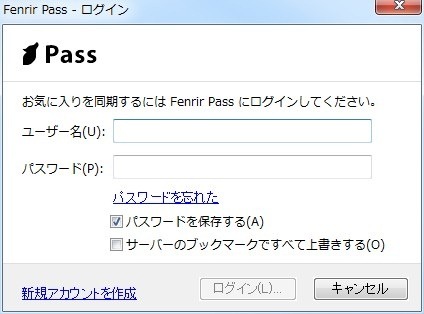 Fenrir Pass - ログイン
Pass
お気に入りを同期するには Fenrir Pass にログインしてください。
ユーザー名(U):
パスワード(P):
パスワードを忘れた
パスワードを保存する(A)
サーバーのブックマークですべて上書きする(O)
新規アカウントを作成 ログイン(L)... キャンセル